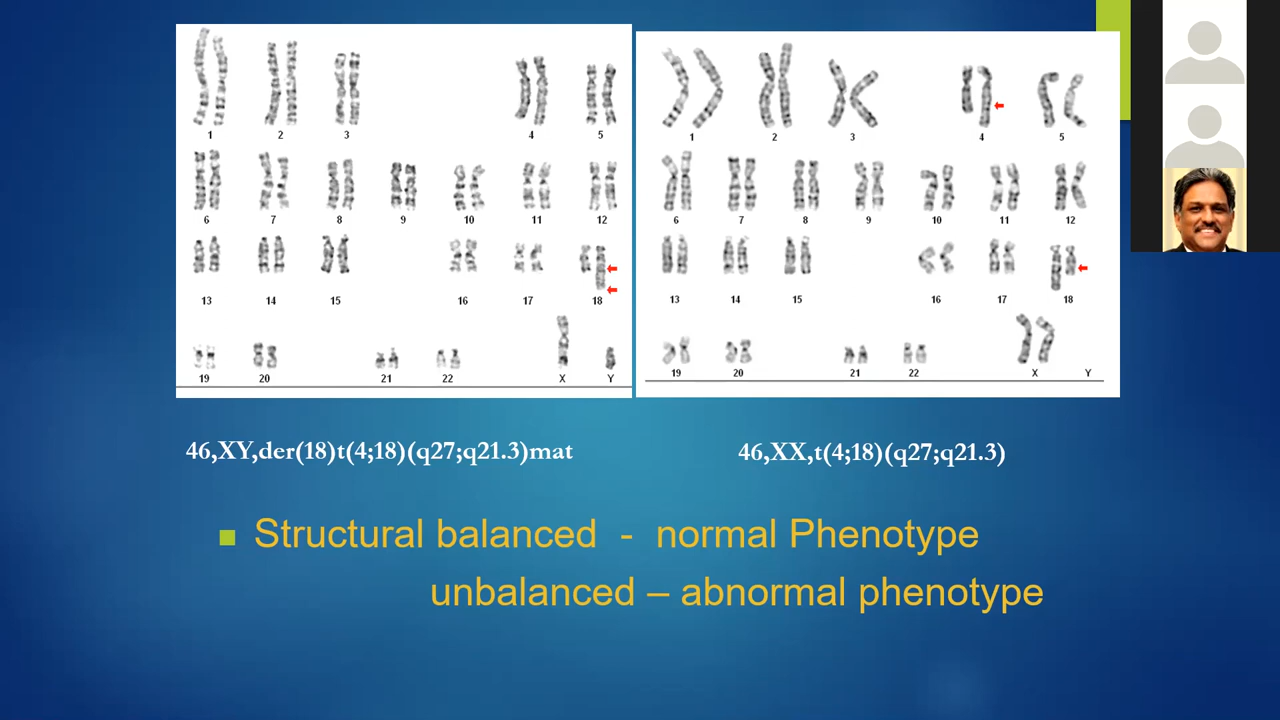 1 2 3 4 5
6 7 8 9 10 11 12
13 14 15 16 17 18
19 20 21 22 X Y
1 2 3 4 5
6 7 8 9 10 11 12
13 14 15 16 17 18
19 20 21 22 X Y
46,XY,der(18)t(4;18)(q27;q21.3)mat
46,XX,t(4;18)(q27;q21.3)
Structural balanced - normal Phenotype
unbalanced – abnormal phenotype